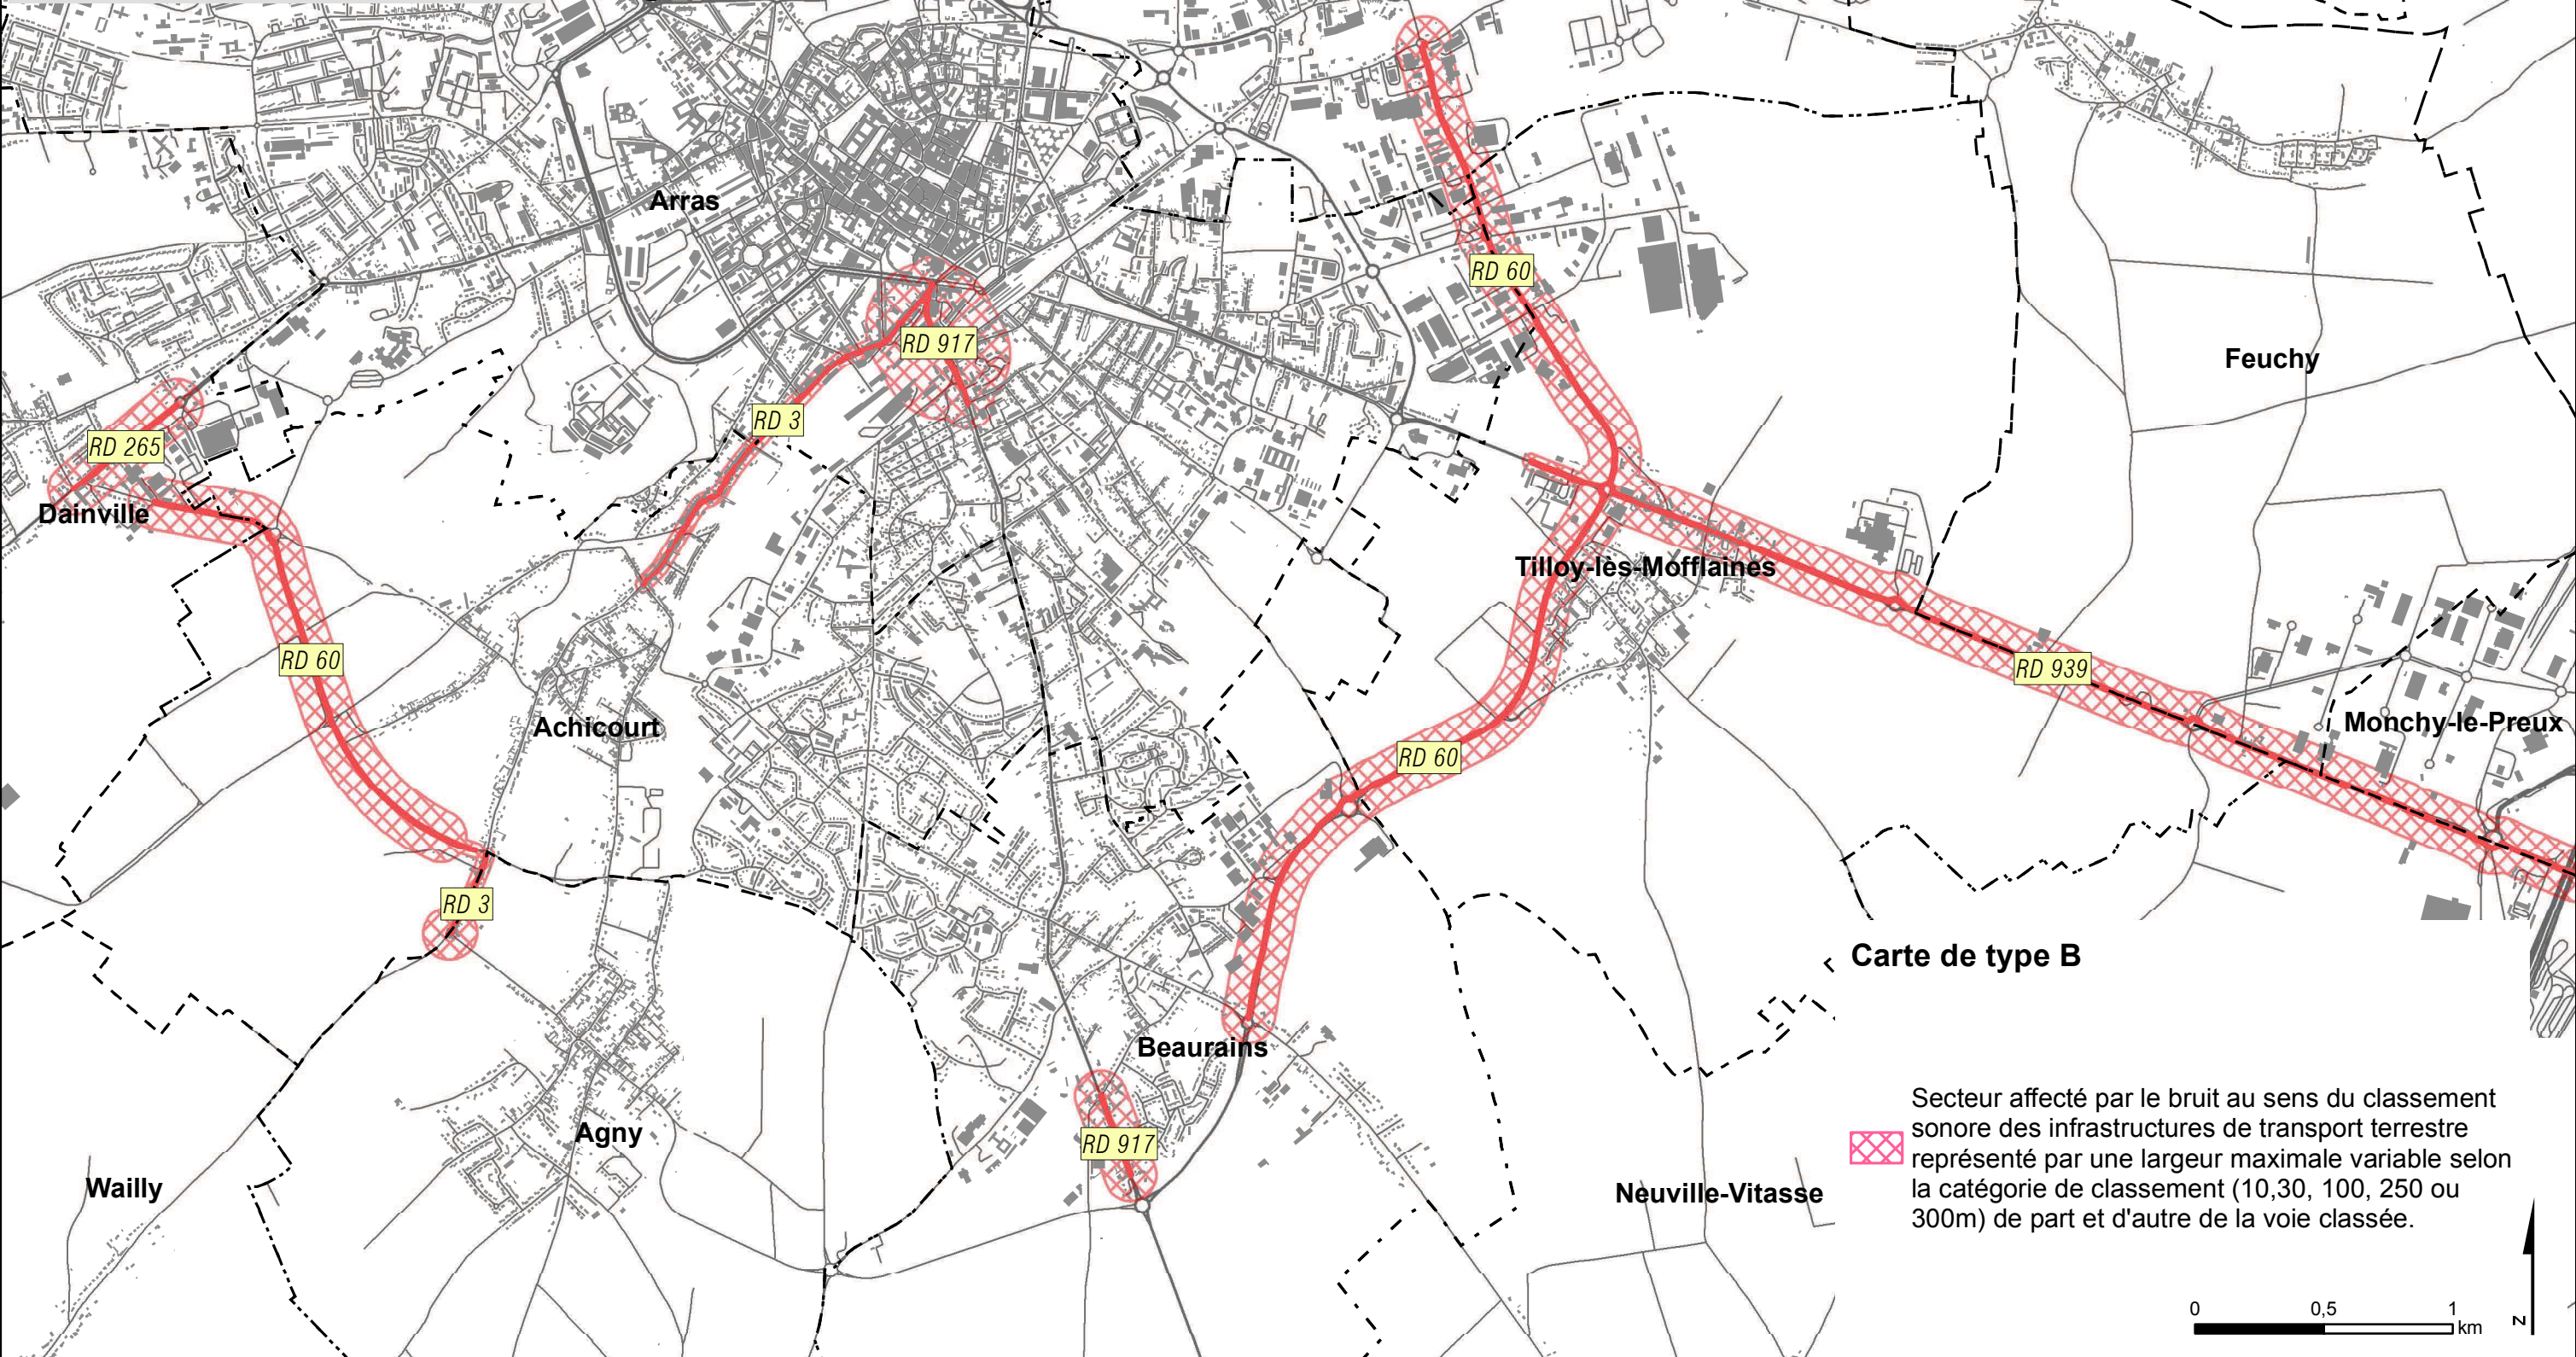 Arras
RD 60
RD 917
Feuchy
RD 3
RD 265
Dainville
Tilloy-lès-Mofflaines
RD 60
RD 939
Achicourt
Monchy-le-Preux
RD 60
RD 3
Carte de type B
Beaurains
Agny
RD 917
Wailly
Neuville-Vitasse
Secteur affecté par le bruit au sens du classement
sonore des infrastructures de transport terrestre
représenté par une largeur maximale variable selon
la catégorie de classement (10,30, 100, 250 ou
300m) de part et d'autre de la voie classée.
0 0,5 1
km
N